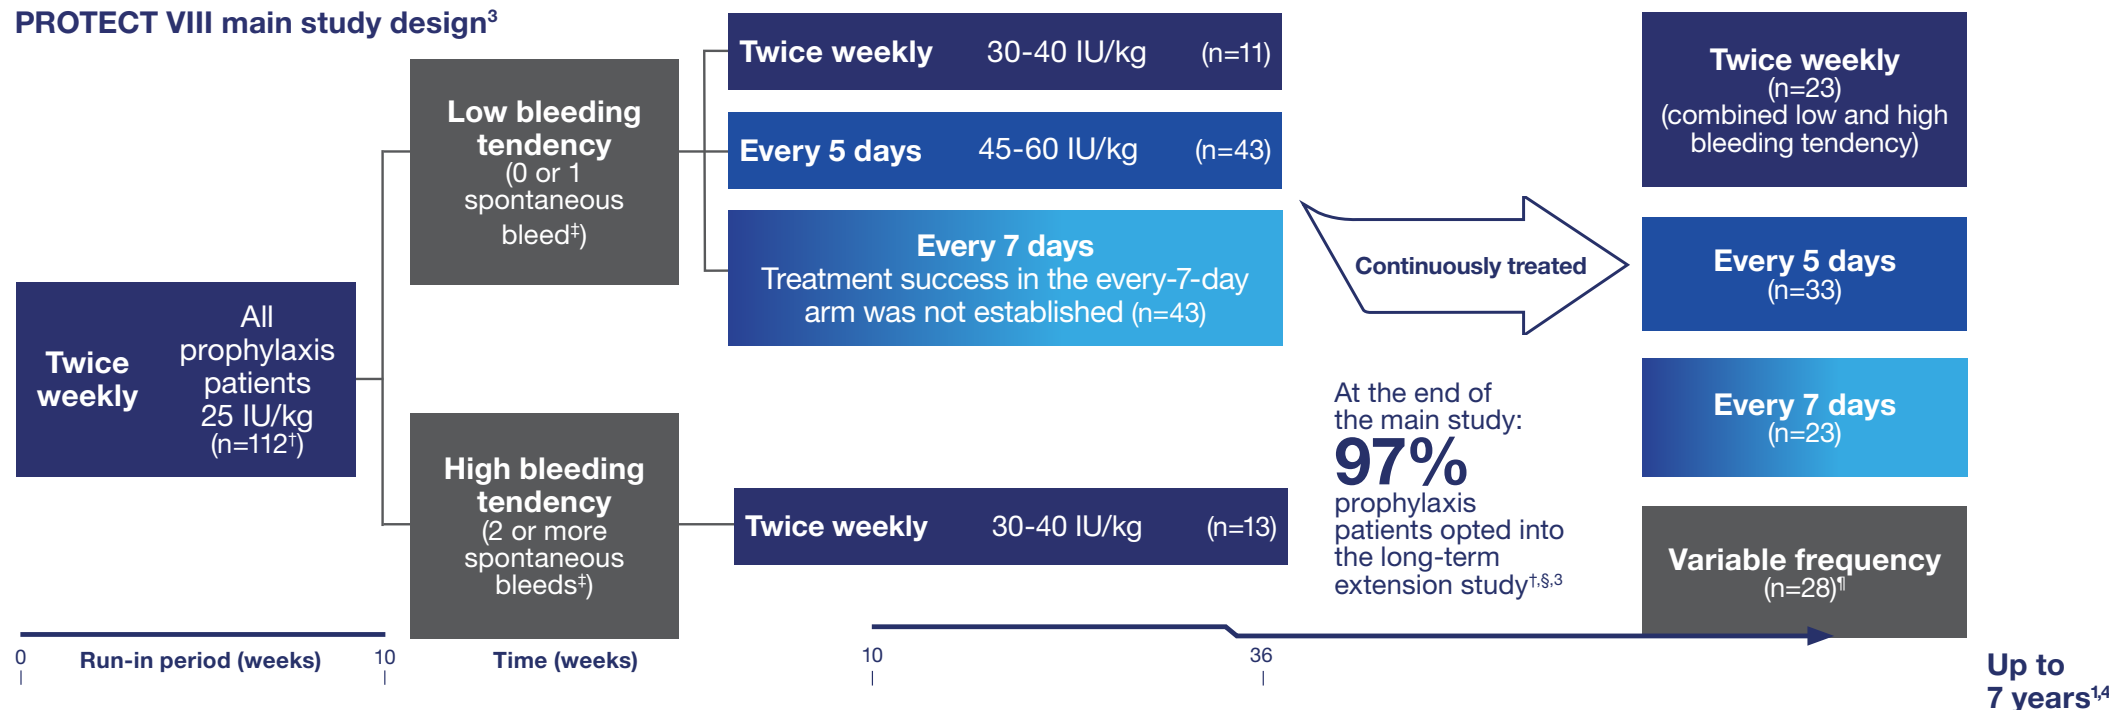 PROTECT VIII main study design³
Twice
weekly
All
prophylaxis
patients
25 IU/kg
(n=112†)
Low bleeding
tendency
(0 or 1
spontaneous
bleed‡)
High bleeding
tendency
(2 or more
spontaneous
bleeds‡)
Twice weekly 30-40 IU/kg (n=11)
Every 5 days 45-60 IU/kg (n=43)
Every 7 days
Treatment success in the every-7-day
arm was not established (n=43)
Twice weekly 30-40 IU/kg (n=13)
Continuously treated
At the end of
the main study:
97%
prophylaxis
patients opted into
the long-term
extension study†,§,3
Twice weekly
(n=23)
(combined low and high
bleeding tendency)
Every 5 days
(n=33)
Every 7 days
(n=23)
Variable frequency
(n=28)¶
0 Run-in period (weeks) 10 Time (weeks) 10 36
Up to
7 years1,4